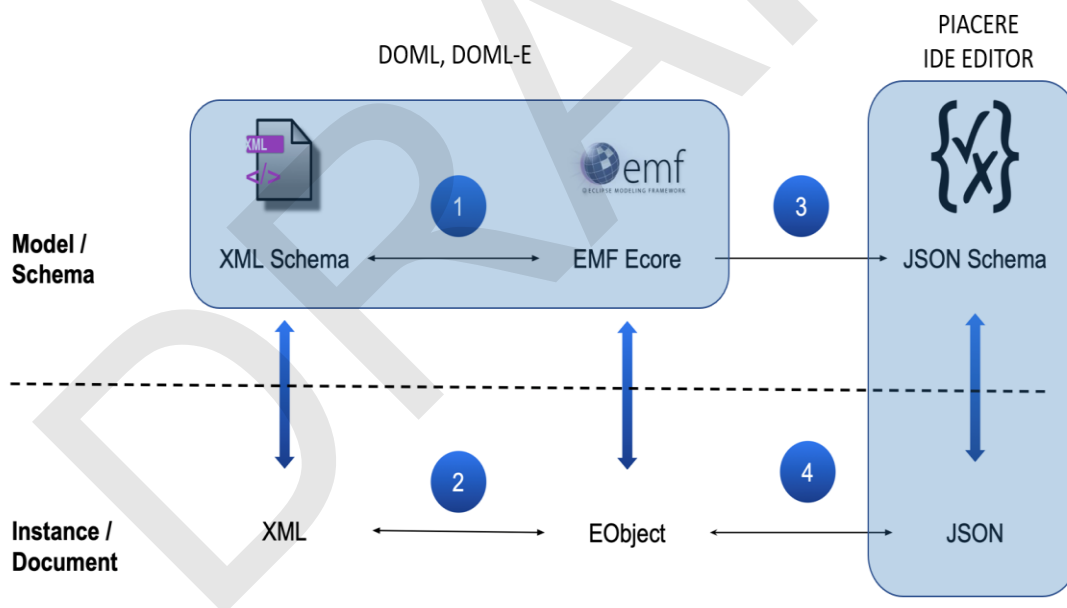 PIACERE
IDE EDITOR
DOML, DOML-E
XML
</>
emf
ECLIPSE MODELING FRAMEWORK
1
3
Model /
Schema
XML Schema
EMF Ecore
JSON Schema
2
4
Instance /
Document
XML
EObject
JSON
DRA